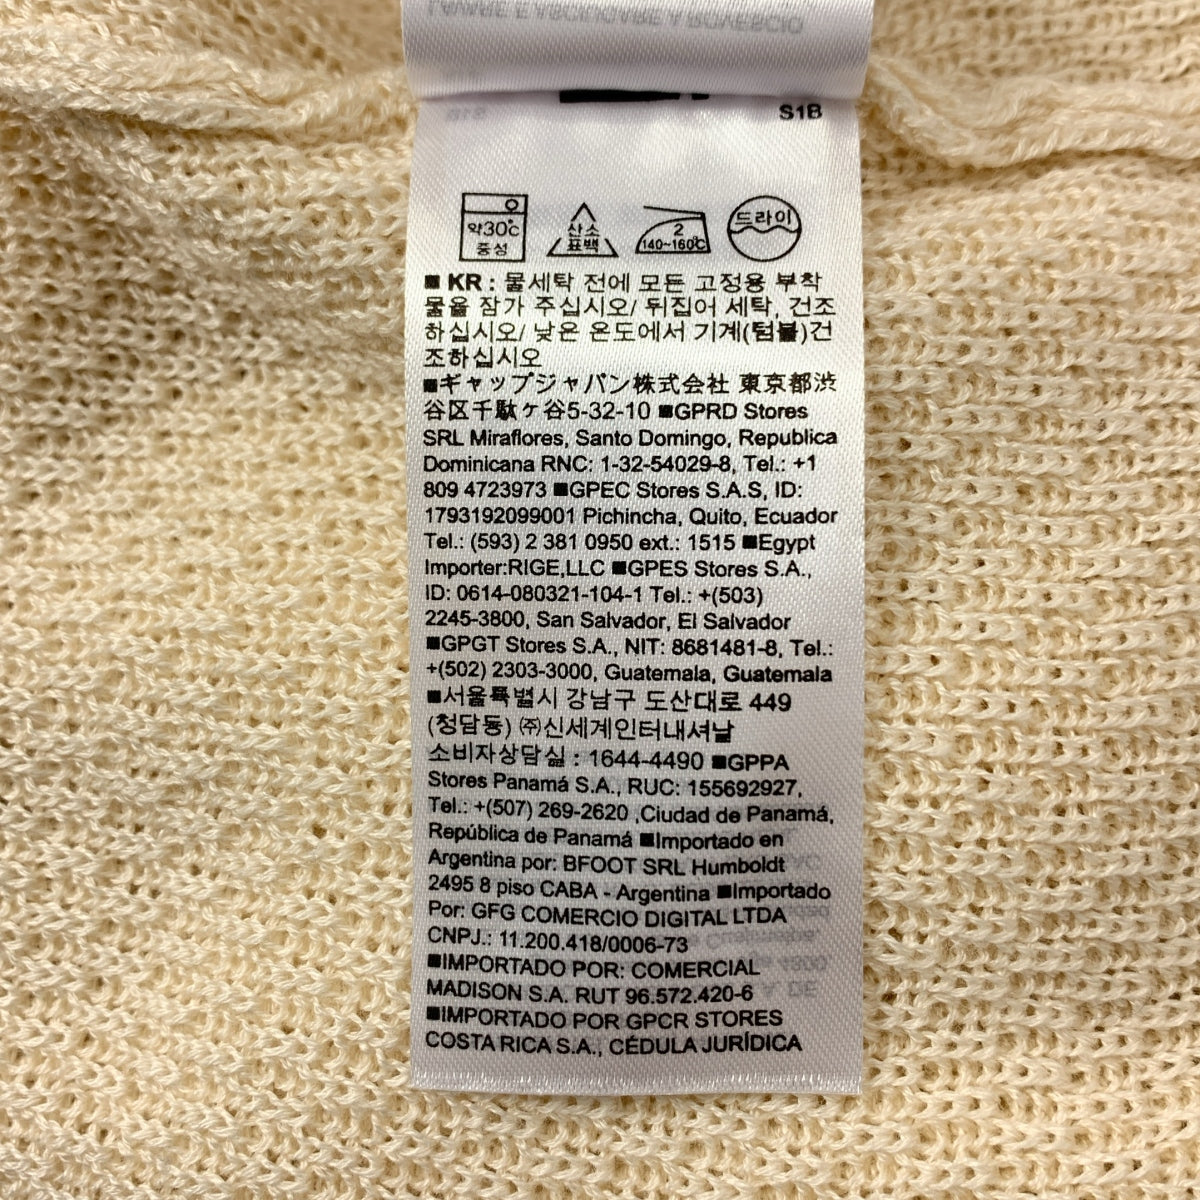 LAVARE E ASCIUGARE A ROVESCIO
S1B
약30℃
중성
산소
표백
2
140~160℃
드라이
■ KR : 물세탁 전에 모든 고정용 부착
물을 잠가 주십시오/ 뒤집어 세탁, 건조
하십시오/ 낮은 온도에서 기계(텀블)건
조하십시오
■ギャップジャパン株式会社 東京都渋
谷区千駄ヶ谷5-32-10 ■GPRD Stores
SRL Miraflores, Santo Domingo, Republica
Dominicana RNC: 1-32-54029-8, Tel.: +1
809 4723973 ■GPEC Stores S.A.S, ID:
1793192099001 Pichincha, Quito, Ecuador
Tel.: (593) 2 381 0950 ext.: 1515 ■Egypt
Importer:RIGE,LLC ■GPES Stores S.A.,
ID: 0614-080321-104-1 Tel.: +(503)
2245-3800, San Salvador, El Salvador
■GPGT Stores S.A., NIT: 8681481-8, Tel.:
+(502) 2303-3000, Guatemala, Guatemala
■서울특별시 강남구 도산대로 449
(청담동) ㈜신세계인터내셔날
소비자상담실 : 1644-4490 ■GPPA
Stores Panamá S.A., RUC: 155692927,
Tel.: +(507) 269-2620 ,Ciudad de Panamá,
República de Panamá ■Importado en
Argentina por: BFOOT SRL Humboldt
2495 8 piso CABA - Argentina ■Importado
Por: GFG COMERCIO DIGITAL LTDA
CNPJ.: 11.200.418/0006-73
■IMPORTADO POR: COMERCIAL
MADISON S.A. RUT 96.572.420-6
■IMPORTADO POR GPCR STORES
COSTA RICA S.A., CÉDULA JURÍDICA